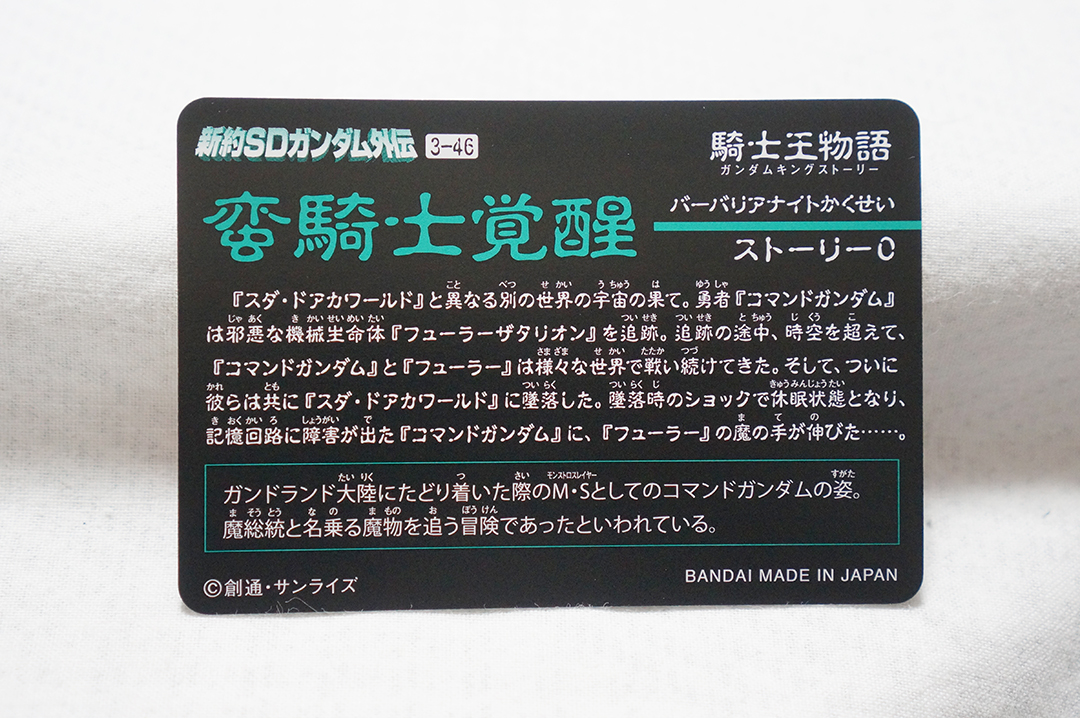 新約SDガンダム外伝 3-46
騎士王物語
ガンダムキングストーリー
蛮騎士覚醒
バーバリアナイトかくせい
ストーリー0
『スダ・ドアカワールド』と異なる別の世界の宇宙の果て。勇者『コマンドガンダム』
は邪悪な機械生命体『フューラーザタリオン』を追跡。追跡の途中、時空を超えて、
『コマンドガンダム』と『フューラー』は様々な世界で戦い続けてきた。そして、ついに
彼らは共に『スダ・ドアカワールド』に墜落した。墜落時のショックで休眠状態となり、
記憶回路に障害が出た『コマンドガンダム』に、『フューラー』の魔の手が伸びた……。
ガンドランド大陸にたどり着いた際のM・Sとしてのコマンドガンダムの姿。
魔総統と名乗る魔物を追う冒険であったといわれている。
©創通・サンライズ
BANDAI MADE IN JAPAN